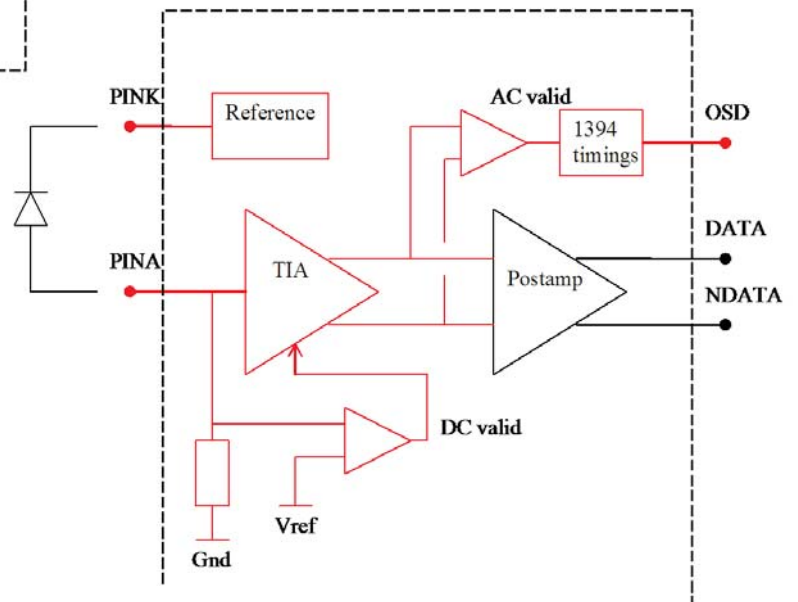 PINK
Reference
AC valid
1394
timings
OSD
PINA
TIA
Postamp
DATA
NDATA
DC valid
Vref
Gnd